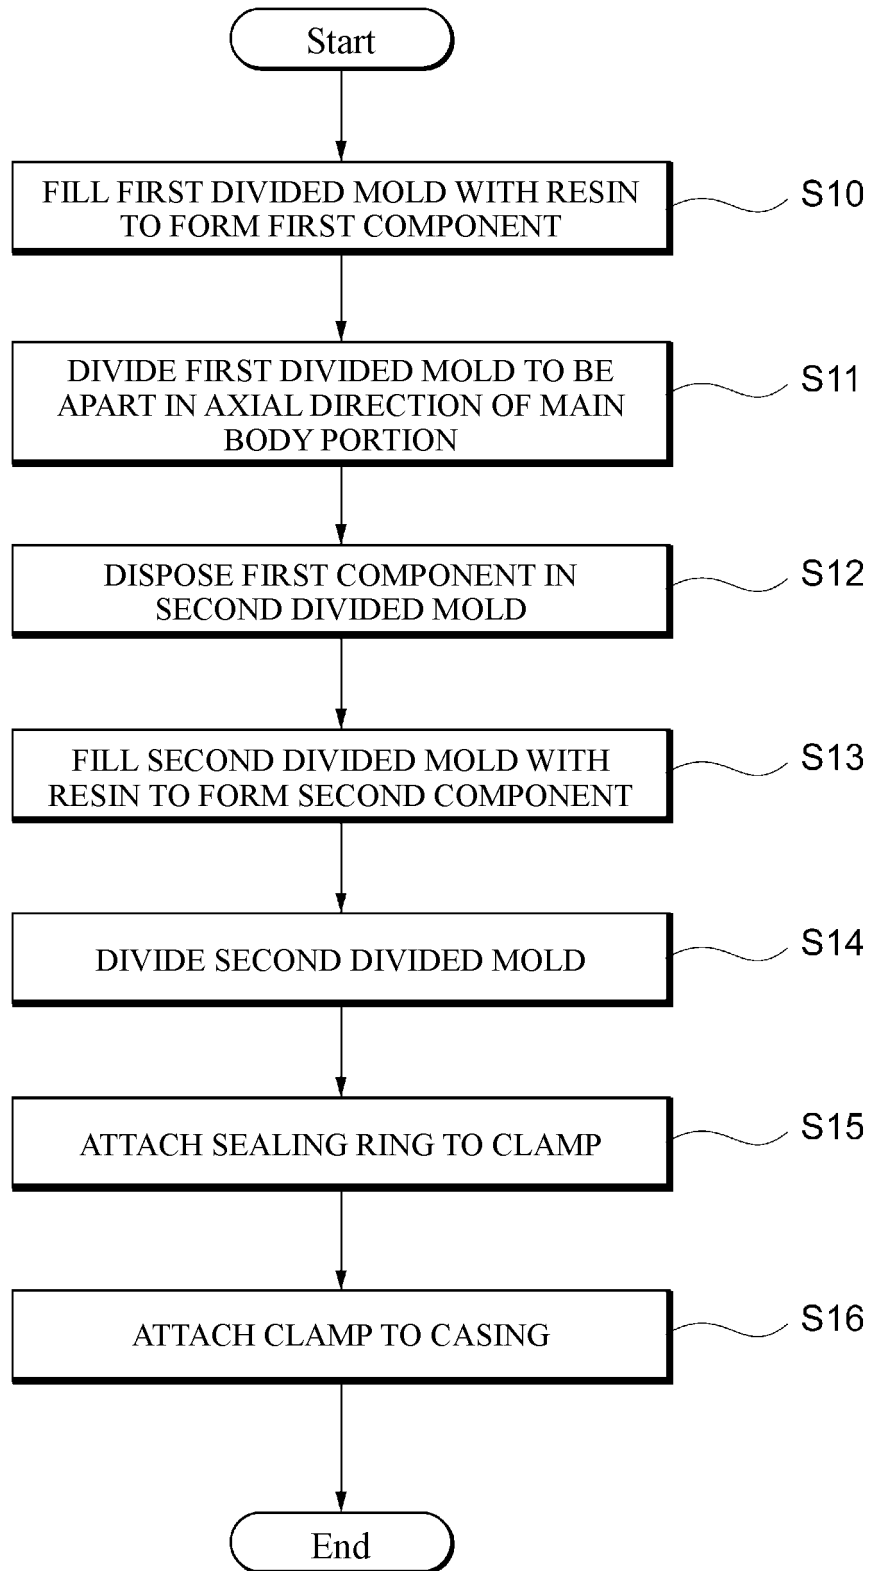 Start
FILL FIRST DIVIDED MOLD WITH RESIN
TO FORM FIRST COMPONENT
S10
DIVIDE FIRST DIVIDED MOLD TO BE
APART IN AXIAL DIRECTION OF MAIN
BODY PORTION
S11
DISPOSE FIRST COMPONENT IN
SECOND DIVIDED MOLD
S12
FILL SECOND DIVIDED MOLD WITH
RESIN TO FORM SECOND COMPONENT
S13
DIVIDE SECOND DIVIDED MOLD
S14
ATTACH SEALING RING TO CLAMP
S15
ATTACH CLAMP TO CASING
S16
End